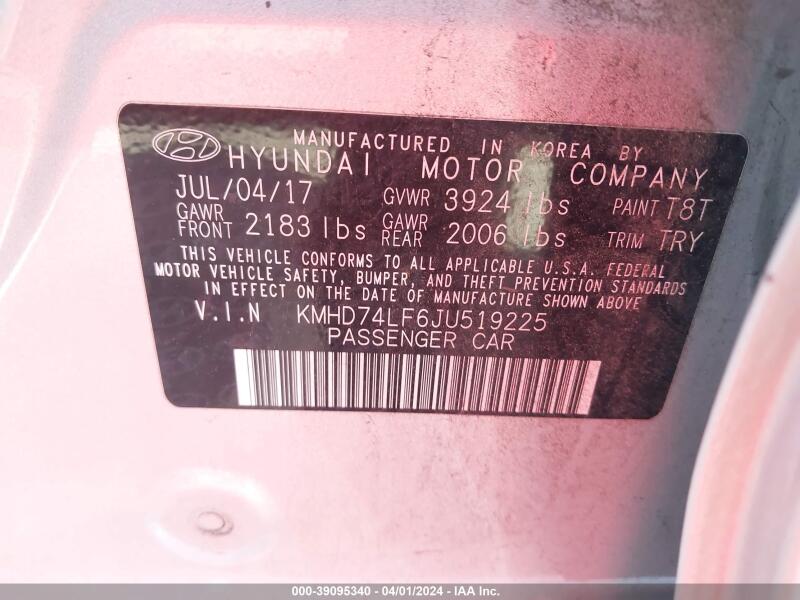 MANUFACTURED IN KOREA BY
HYUNDAI MOTOR COMPANY
JUL/04/17 GVWR 3924 lbs PAINT T8T
GAWR FRONT 2183 lbs GAWR REAR 2006 lbs TRIM TRY
THIS VEHICLE CONFORMS TO ALL APPLICABLE U.S.A. FEDERAL
MOTOR VEHICLE SAFETY, BUMPER, AND THEFT PREVENTION STANDARDS
IN EFFECT ON THE DATE OF MANUFACTURE SHOWN ABOVE
V.I.N KMHD74LF6JU519225
PASSENGER CAR
000-39095340 - 04/01/2024 - IAA Inc.